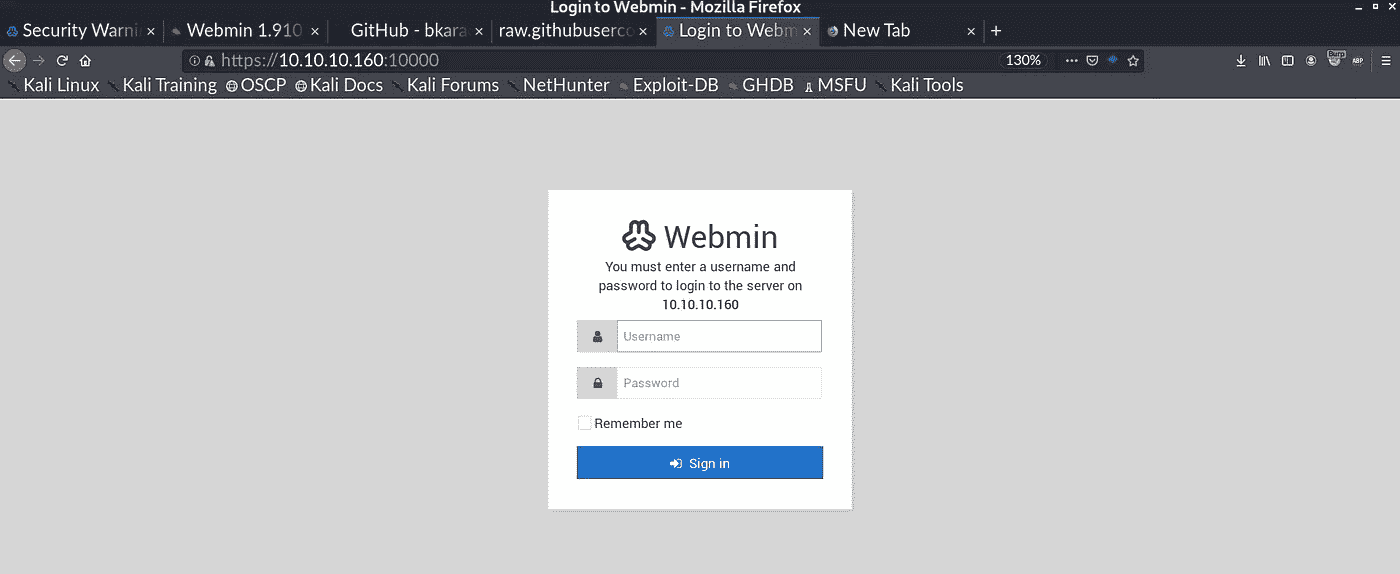 Login to Webmin - Mozilla Firefox
Security Warni Webmin 1.910 GitHub - bkara raw.githubuserco Login to Webm New Tab
https://10.10.10.160:10000 130%
Kali Linux Kali Training OSCP Kali Docs Kali Forums NetHunter Exploit-DB GHDB MSFU Kali Tools
Webmin
You must enter a username and
password to login to the server on
10.10.10.160
Username
Password
Remember me
Sign in